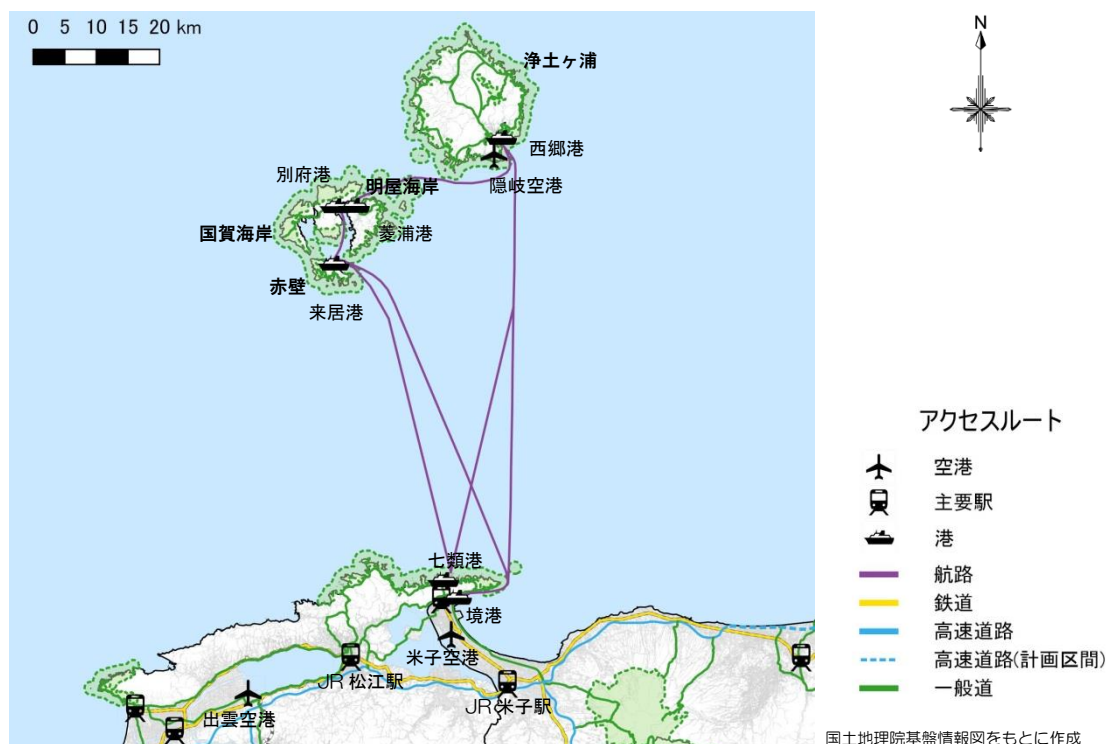 0 5 10 15 20 km
N
浄土ヶ浦
西郷港
隠岐空港
別府港
明屋海岸
国賀海岸
菱浦港
赤壁
来居港
七類港
境港
米子空港
JR 松江駅
JR 米子駅
出雲空港
アクセスルート
空港
主要駅
港
航路
鉄道
高速道路
高速道路(計画区間)
一般道
国土地理院基盤情報図をもとに作成